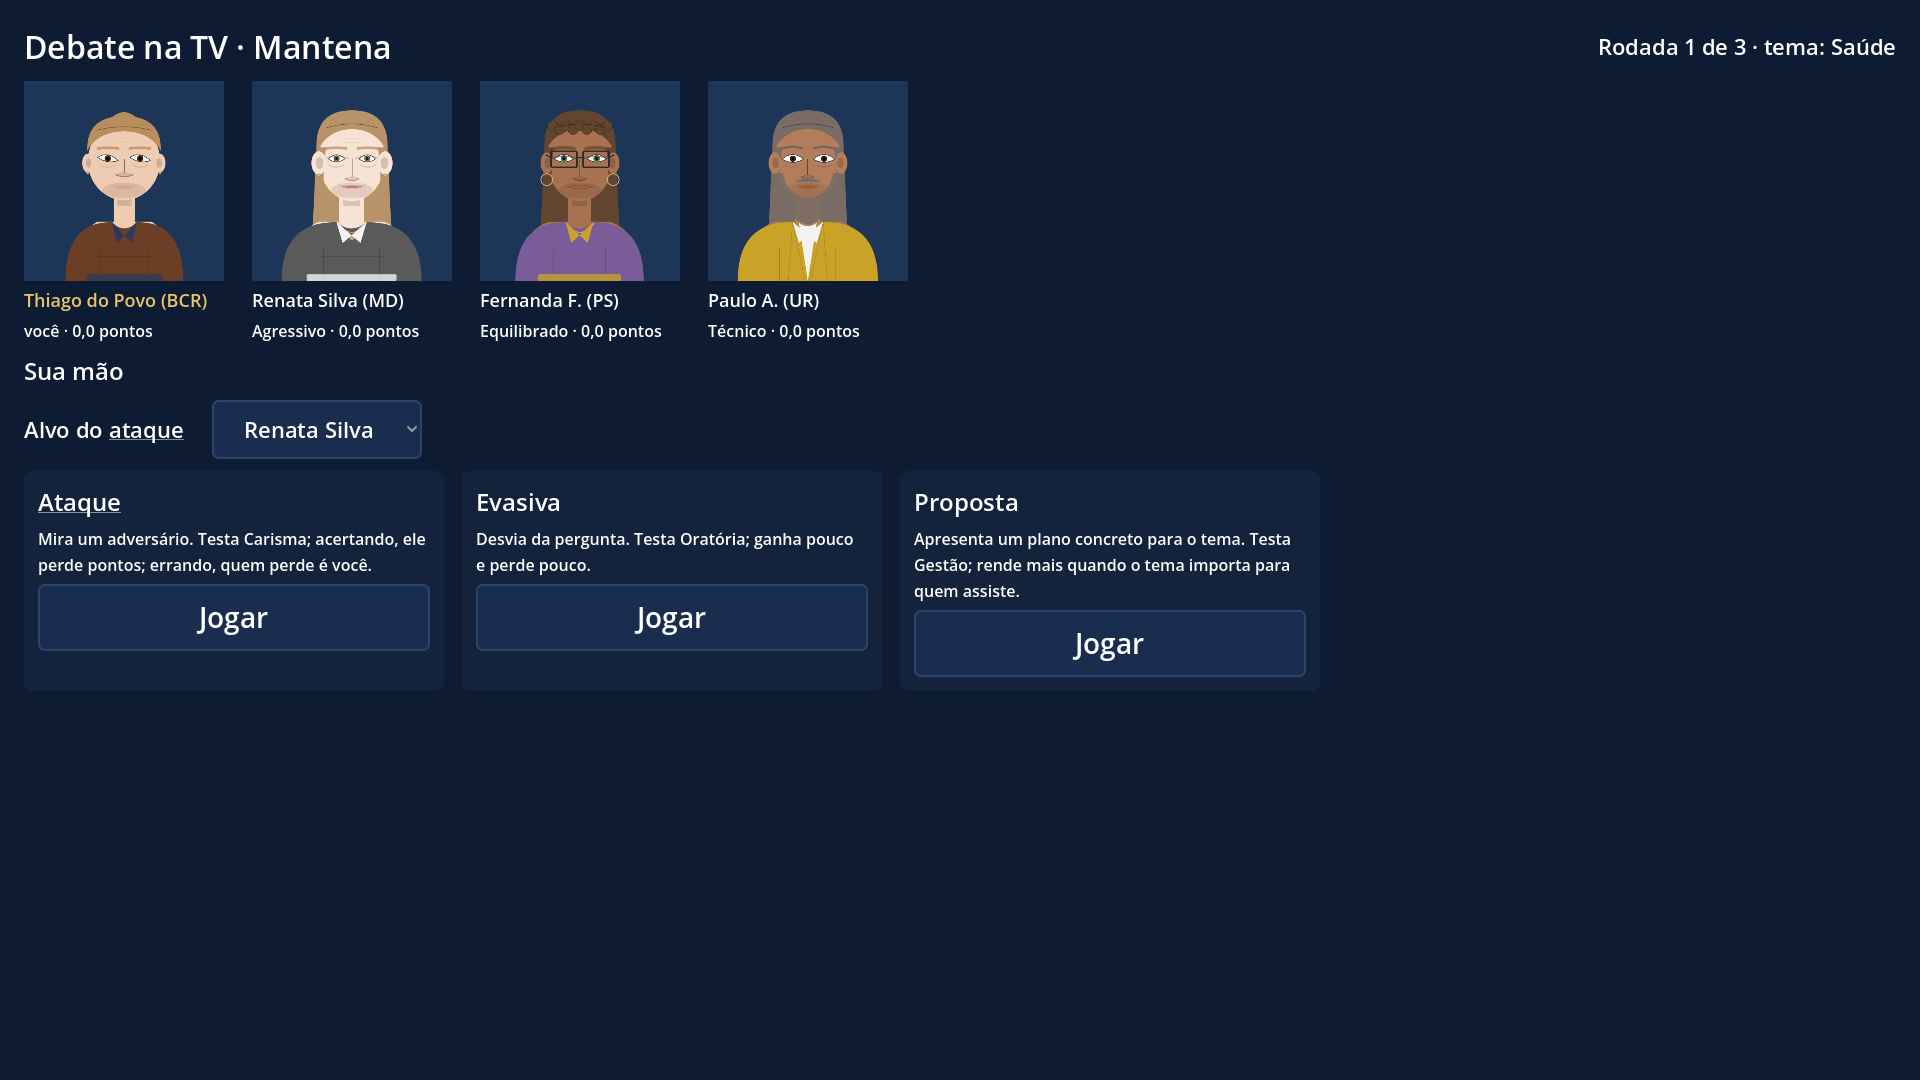 Debate na TV · Mantena
Rodada 1 de 3 · tema: Saúde
Thiago do Povo (BCR)
você · 0,0 pontos
Renata Silva (MD)
Agressivo · 0,0 pontos
Fernanda F. (PS)
Equilibrado · 0,0 pontos
Paulo A. (UR)
Técnico · 0,0 pontos
Sua mão
Alvo do ataque
Renata Silva
Ataque
Mira um adversário. Testa Carisma; acertando, ele
perde pontos; errando, quem perde é você.
Jogar
Evasiva
Desvia da pergunta. Testa Oratória; ganha pouco
e perde pouco.
Jogar
Proposta
Apresenta um plano concreto para o tema. Testa
Gestão; rende mais quando o tema importa para
quem assiste.
Jogar